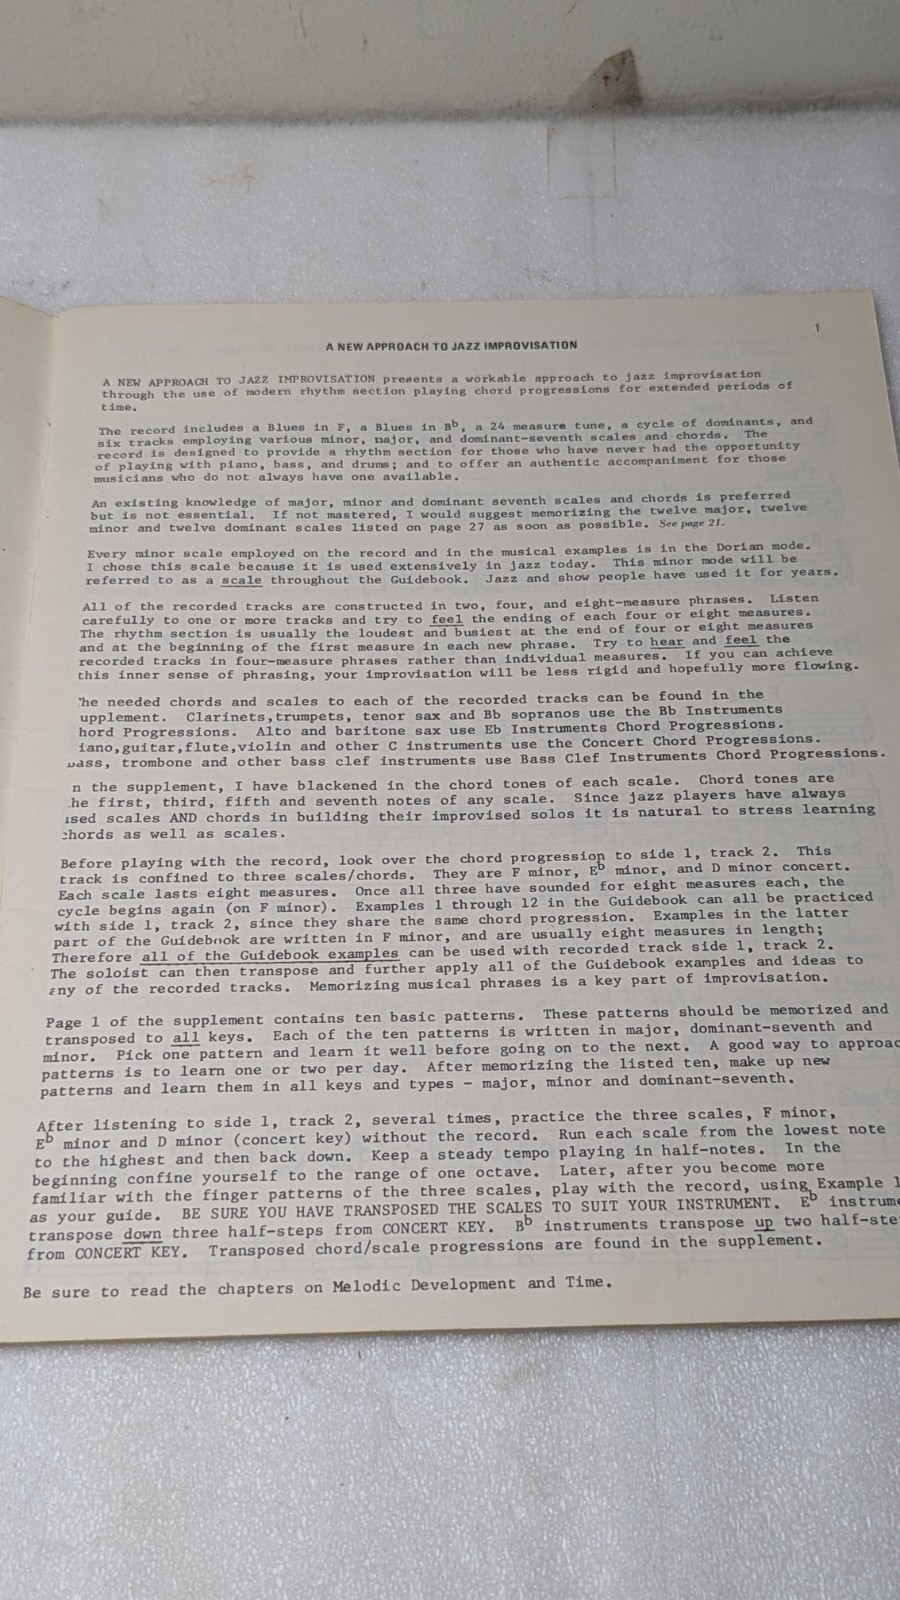 1
A NEW APPROACH TO JAZZ IMPROVISATION
A NEW APPROACH TO JAZZ IMPROVISATION presents a workable approach to jazz improvisation
through the use of modern rhythm section playing chord progressions for extended periods of
time.
The record includes a Blues in F, a Blues in Bb, a 24 measure tune, a cycle of dominants, and
six tracks employing various minor, major, and dominant-seventh scales and chords. The
record is designed to provide a rhythm section for those who have never had the opportunity
of playing with piano, bass, and drums; and to offer an authentic accompaniment for those
musicians who do not always have one available.
An existing knowledge of major, minor and dominant seventh scales and chords is preferred
but is not essential. If not mastered, I would suggest memorizing the twelve major, twelve
minor and twelve dominant scales listed on page 27 as soon as possible. See page 21.
Every minor scale employed on the record and in the musical examples is in the Dorian mode.
I chose this scale because it is used extensively in jazz today. This minor mode will be
referred to as a scale throughout the Guidebook. Jazz and show people have used it for years.
All of the recorded tracks are constructed in two, four, and eight-measure phrases. Listen
carefully to one or more tracks and try to feel the ending of each four or eight measures.
The rhythm section is usually the loudest and busiest at the end of four or eight measures
and at the beginning of the first measure in each new phrase. Try to hear and feel the
recorded tracks in four-measure phrases rather than individual measures. If you can achieve
this inner sense of phrasing, your improvisation will be less rigid and hopefully more flowing.
he needed chords and scales to each of the recorded tracks can be found in the
upplement. Clarinets,trumpets, tenor sax and Bb sopranos use the Bb Instruments
hord Progressions. Alto and baritone sax use Eb Instruments Chord Progressions.
iano,guitar,flute,violin and other C instruments use the Concert Chord Progressions.
bass, trombone and other bass clef instruments use Bass Clef Instruments Chord Progressions.
n the supplement, I have blackened in the chord tones of each scale. Chord tones are
he first, third, fifth and seventh notes of any scale. Since jazz players have always
used scales AND chords in building their improvised solos it is natural to stress learning
chords as well as scales.
Before playing with the record, look over the chord progression to side 1, track 2. This
track is confined to three scales/chords. They are F minor, Eb minor, and D minor concert.
Each scale lasts eight measures. Once all three have sounded for eight measures each, the
cycle begins again (on F minor). Examples 1 through 12 in the Guidebook can all be practiced
with side 1, track 2, since they share the same chord progression. Examples in the latter
part of the Guidebook are written in F minor, and are usually eight measures in length;
Therefore all of the Guidebook examples can be used with recorded track side 1, track 2.
The soloist can then transpose and further apply all of the Guidebook examples and ideas to
any of the recorded tracks. Memorizing musical phrases is a key part of improvisation.
Page 1 of the supplement contains ten basic patterns. These patterns should be memorized and
transposed to all keys. Each of the ten patterns is written in major, dominant-seventh and
minor. Pick one pattern and learn it well before going on to the next. A good way to approac
patterns is to learn one or two per day. After memorizing the listed ten, make up new
patterns and learn them in all keys and types - major, minor and dominant-seventh.
After listening to side 1, track 2, several times, practice the three scales, F minor,
Eb minor and D minor (concert key) without the record. Run each scale from the lowest note
to the highest and then back down. Keep a steady tempo playing in half-notes. In the
beginning confine yourself to the range of one octave. Later, after you become more
familiar with the finger patterns of the three scales, play with the record, using Example 1
as your guide. BE SURE YOU HAVE TRANSPOSED THE SCALES TO SUIT YOUR INSTRUMENT. Eb instrume
transpose down three half-steps from CONCERT KEY. Bb instruments transpose up two half-ste
from CONCERT KEY. Transposed chord/scale progressions are found in the supplement.
Be sure to read the chapters on Melodic Development and Time.